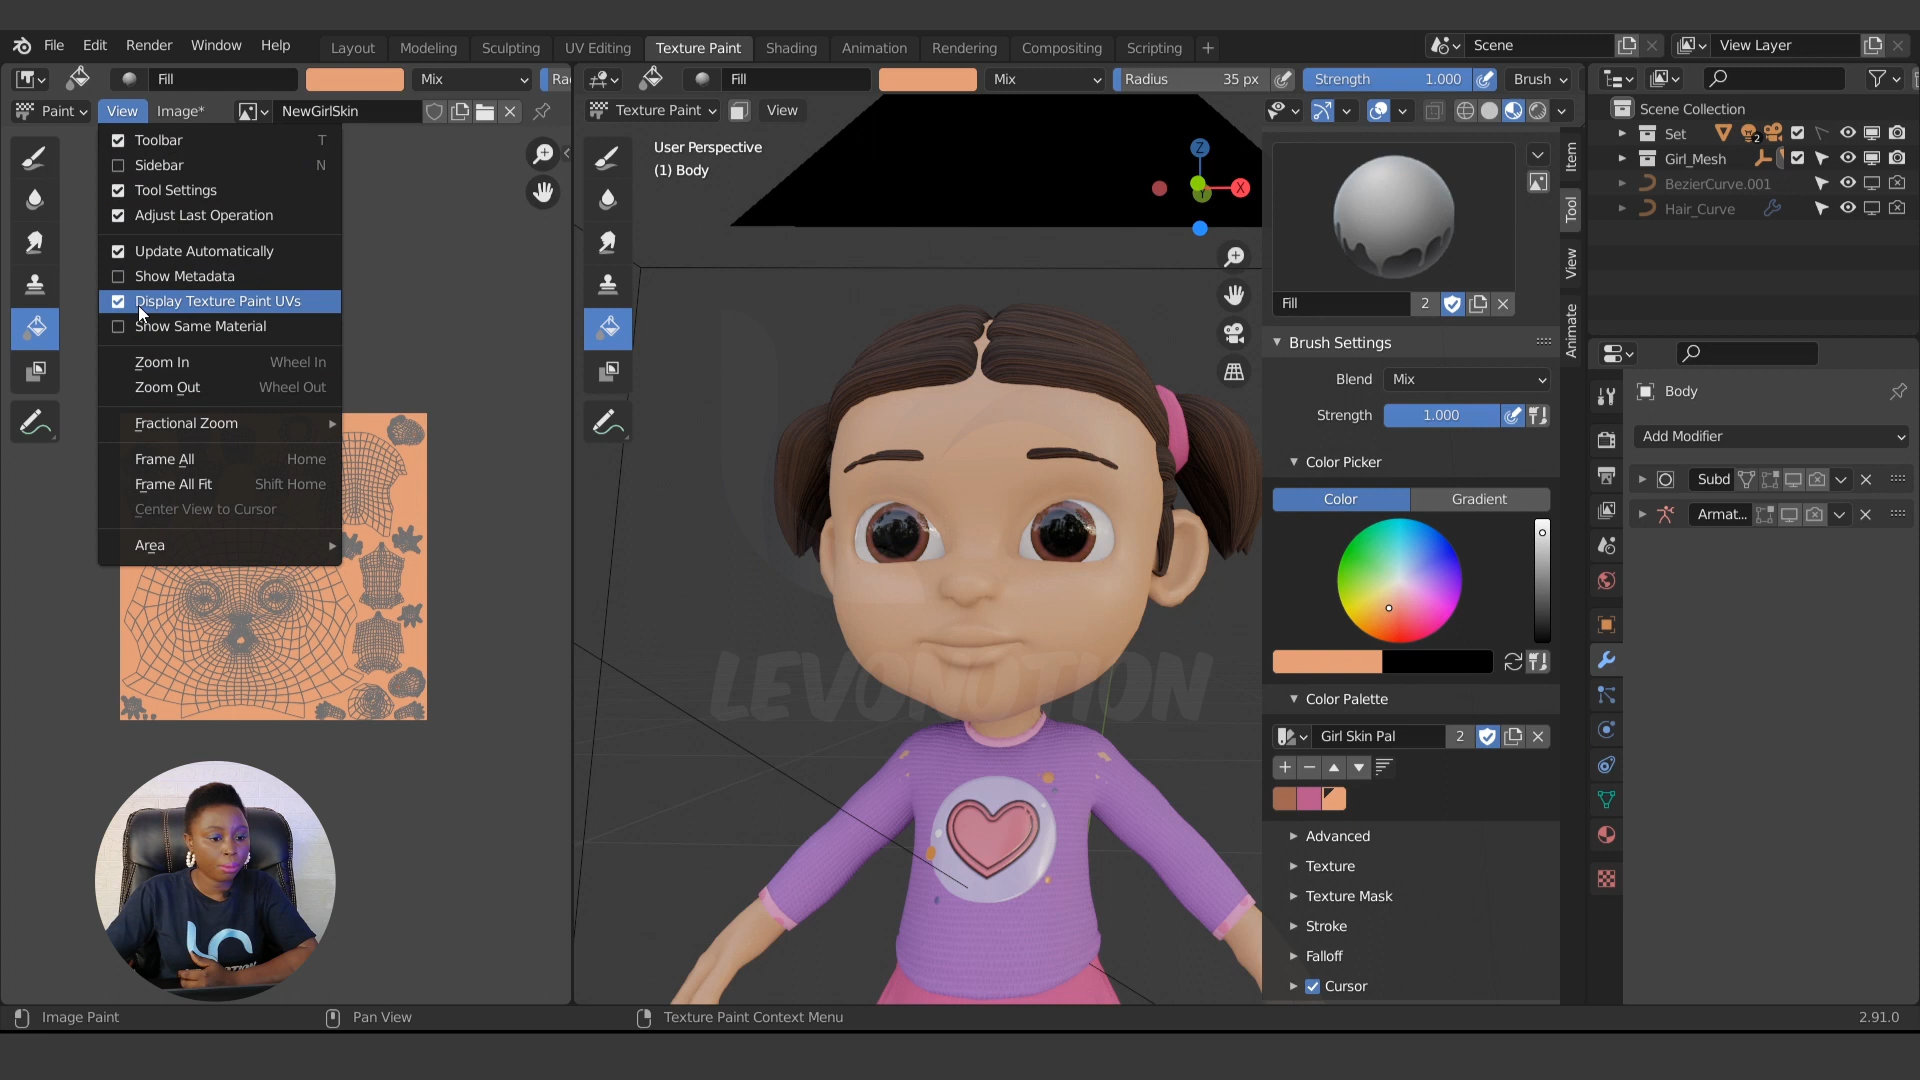 File Edit Render Window Help Layout Modeling Sculpting UV Editing Texture Paint Shading Animation Rendering Compositing Scripting + Scene View Layer
Fill Mix Ra
Fill Mix Radius 35 px Strength 1.000 Brush
Paint View Image* NewGirlSkin
Texture Paint View
Toolbar T
Sidebar N
Tool Settings
Adjust Last Operation
Update Automatically
Show Metadata
Display Texture Paint UVs
Show Same Material
Zoom In Wheel In
Zoom Out Wheel Out
Fractional Zoom
Frame All Home
Frame All Fit Shift Home
Center View to Cursor
Area
User Perspective
(1) Body
Z
X
Y
LEVONOTION
LC
NOTION
Fill 2
Brush Settings
Blend Mix
Strength 1.000
Color Picker
Color Gradient
Color Palette
Girl Skin Pal 2
Advanced
Texture
Texture Mask
Stroke
Falloff
Cursor
Item
Tool
View
Animate
Scene Collection
Set 2
Girl_Mesh
BezierCurve.001
Hair_Curve
Body
Add Modifier
Subd
Armat...
Image Paint Pan View Texture Paint Context Menu 2.91.0